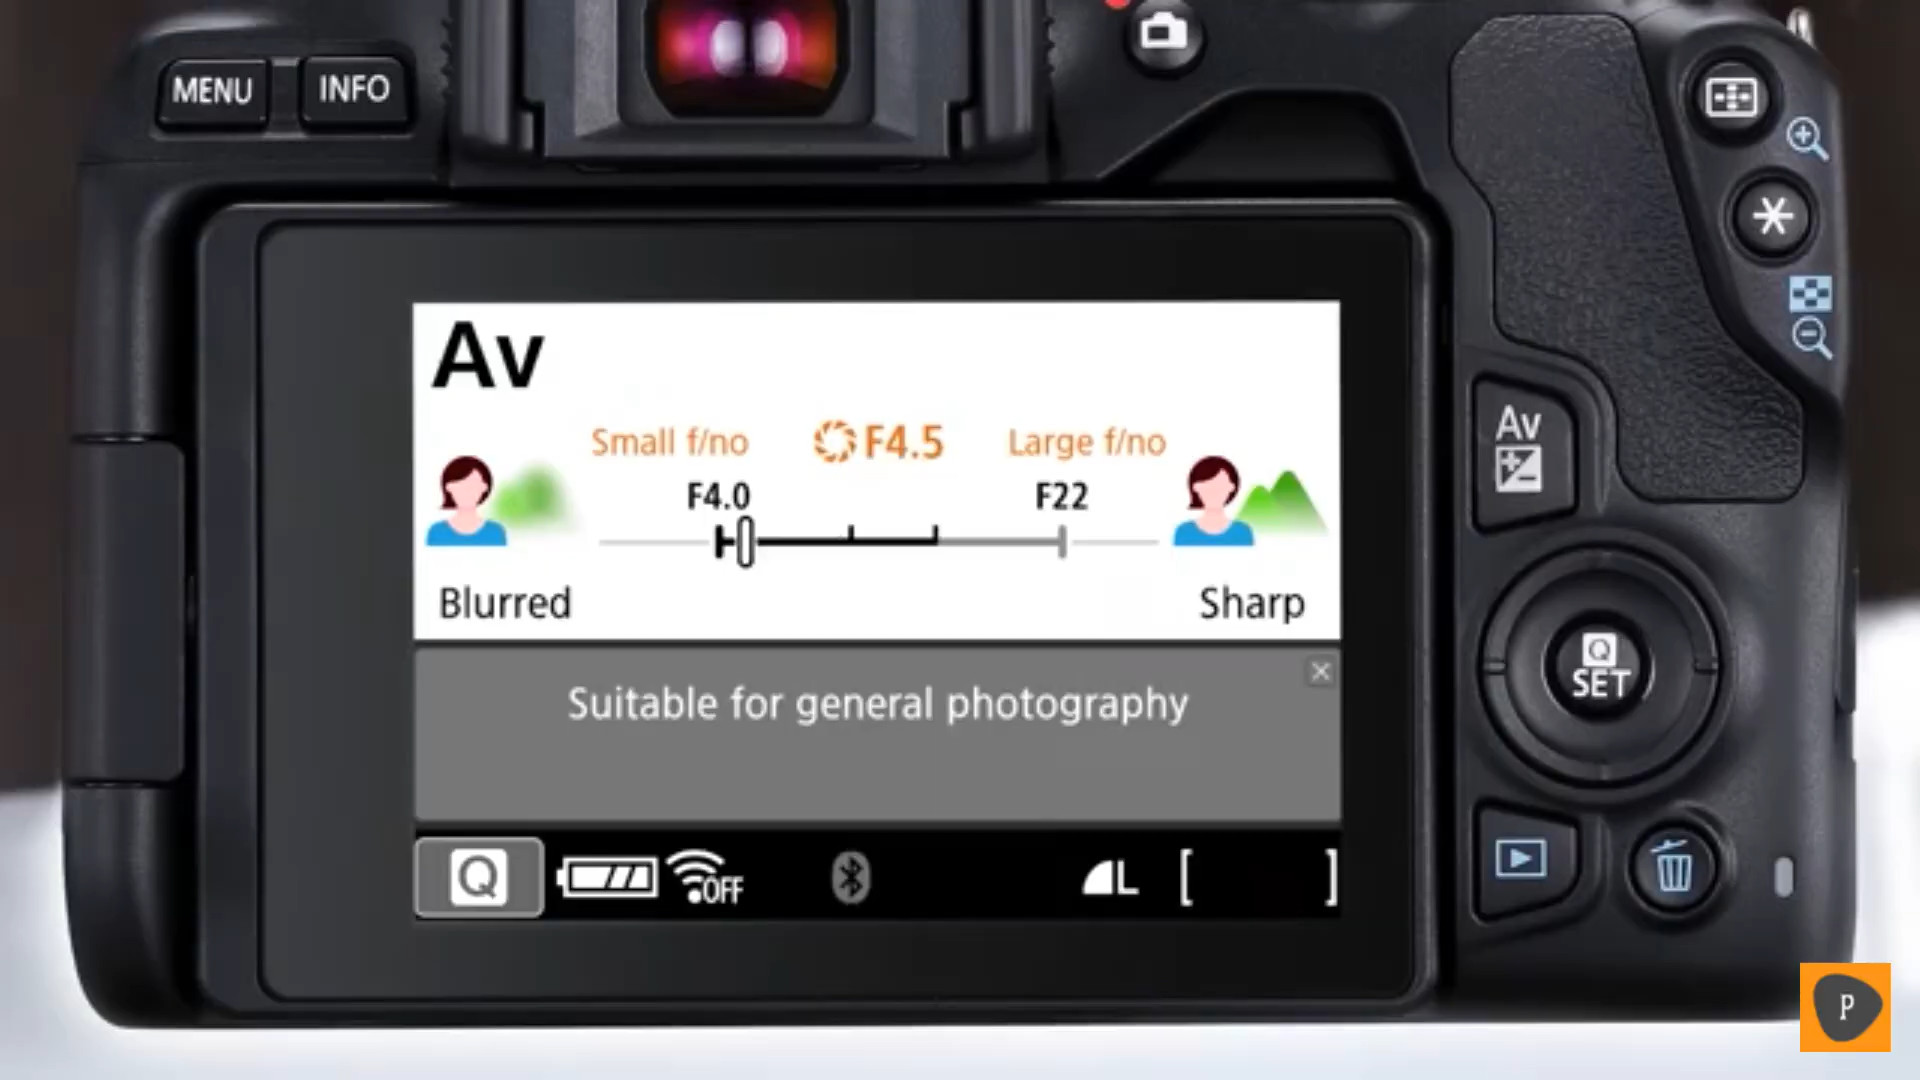 MENU INFO
Av
Small f/no F4.5 Large f/no
F4.0 F22
Blurred Sharp
Suitable for general photography
Q OFF L [ ]
Av
Q
SET
P